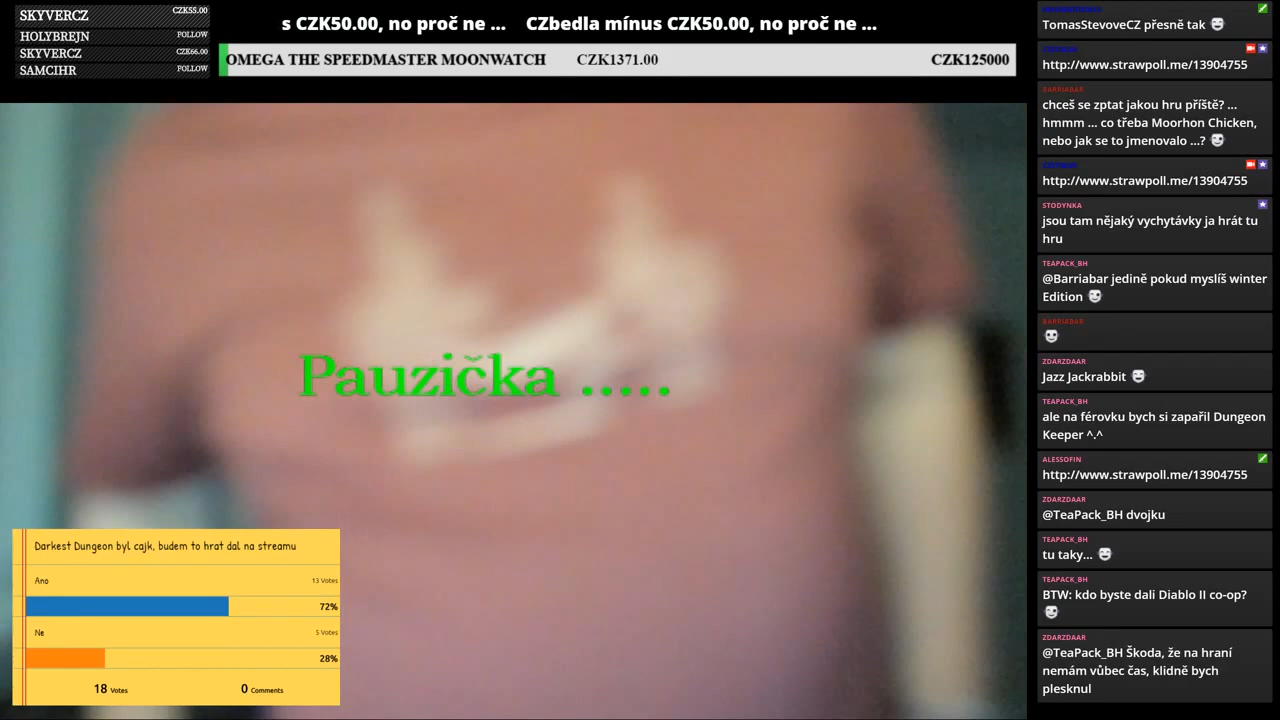 SKYVERCZ CZK55.00
HOLYBREJN FOLLOW
SKYVERCZ CZK66.00
SAMCIHR FOLLOW
s CZK50.00, no proč ne ... CZbedla mínus CZK50.00, no proč ne ...
OMEGA THE SPEEDMASTER MOONWATCH CZK1371.00 CZK125000
Pauzička .....
Darkest Dungeon byl cajk, budem to hrat dal na streamu
Ano 13 Votes
72%
Ne 5 Votes
28%
18 Votes 0 Comments
TomasStevoveCZ přesně tak
http://www.strawpoll.me/13904755
BARRIABAR
chceš se zptat jakou hru příště? ...
hmmm ... co třeba Moorhon Chicken,
nebo jak se to jmenovalo ...?
http://www.strawpoll.me/13904755
STODYNKA
jsou tam nějaký vychytávky ja hrát tu
hru
TEAPACK_BH
@Barriabar jedině pokud myslíš winter
Edition
BARRIABAR
ZDARZDAAR
Jazz Jackrabbit
TEAPACK_BH
ale na férovku bych si zapařil Dungeon
Keeper ^.^
ALESSOFIN
http://www.strawpoll.me/13904755
ZDARZDAAR
@TeaPack_BH dvojku
TEAPACK_BH
tu taky...
TEAPACK_BH
BTW: kdo byste dali Diablo II co-op?
ZDARZDAAR
@TeaPack_BH Škoda, že na hraní
nemám vůbec čas, klidně bych
plesknul